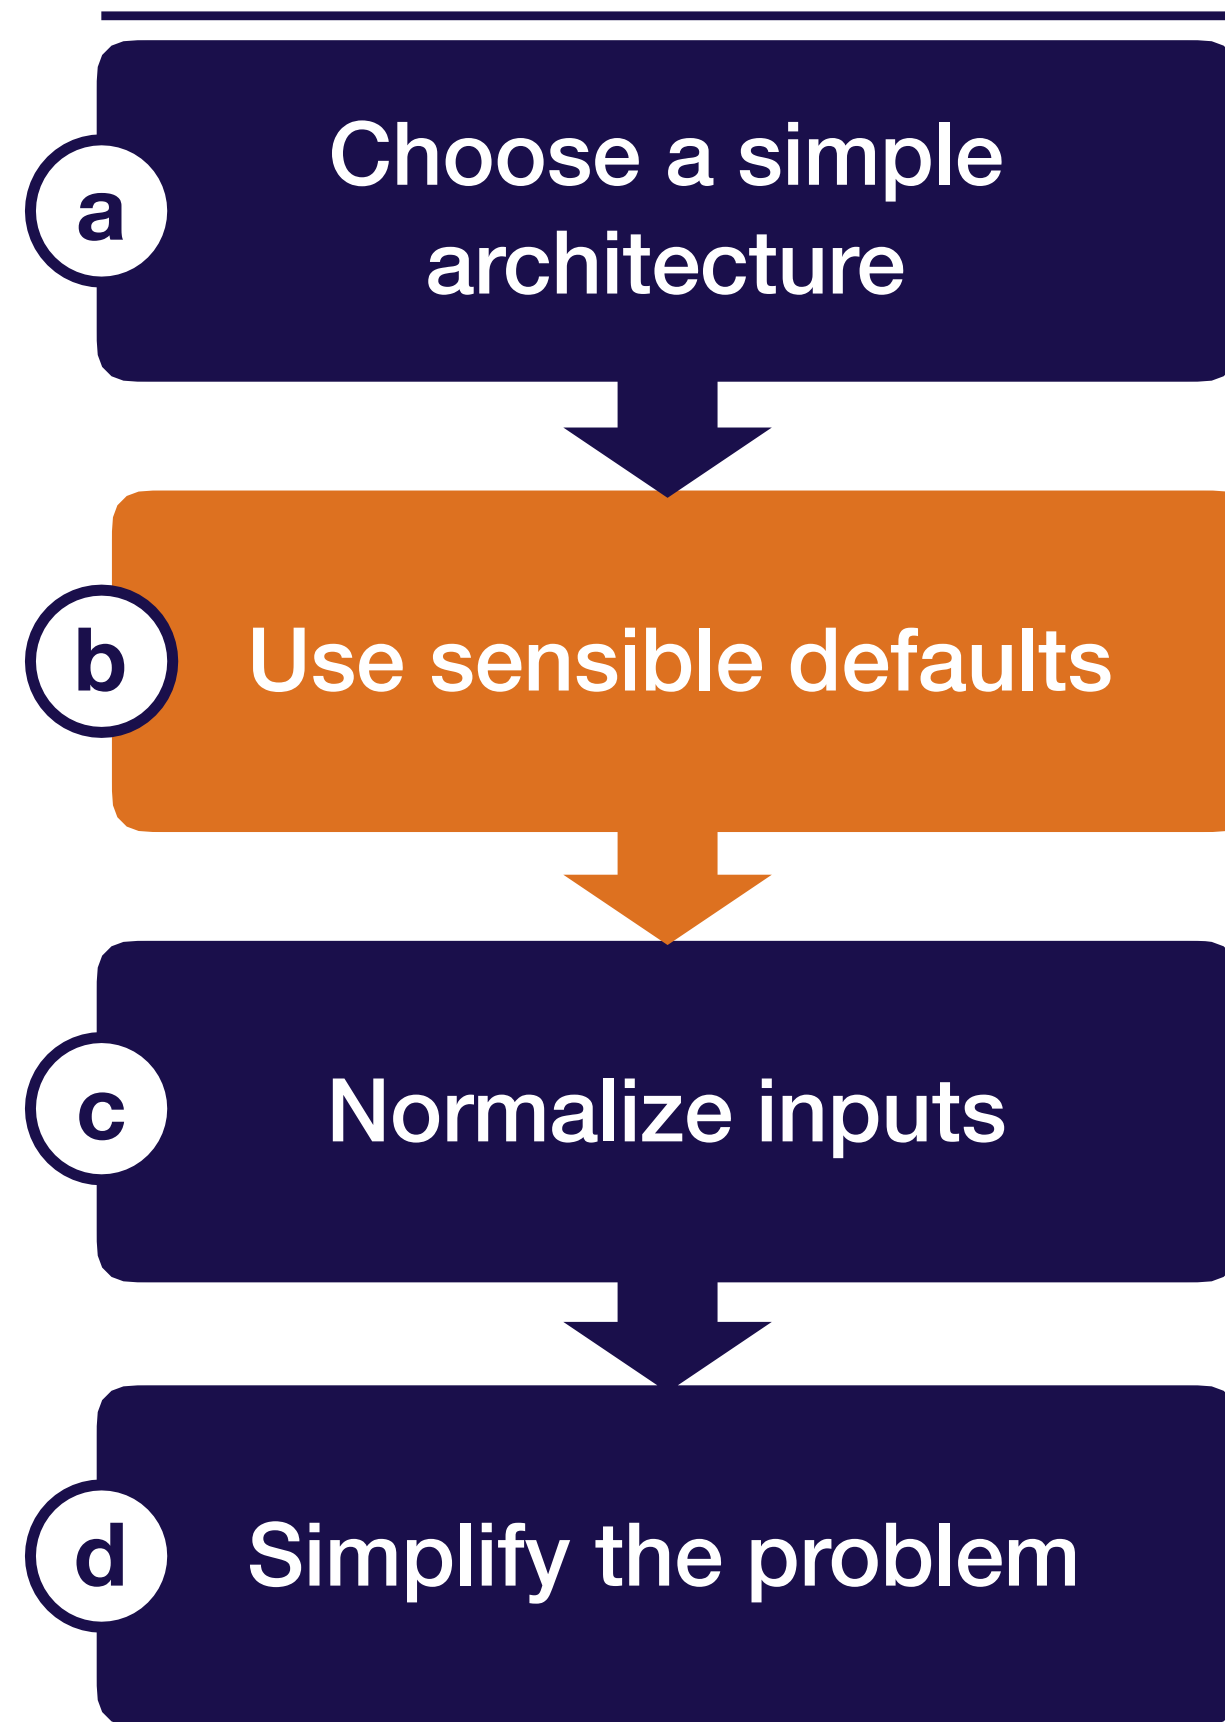 a
Choose a simple
architecture
b
Use sensible defaults
c
Normalize inputs
d
Simplify the problem